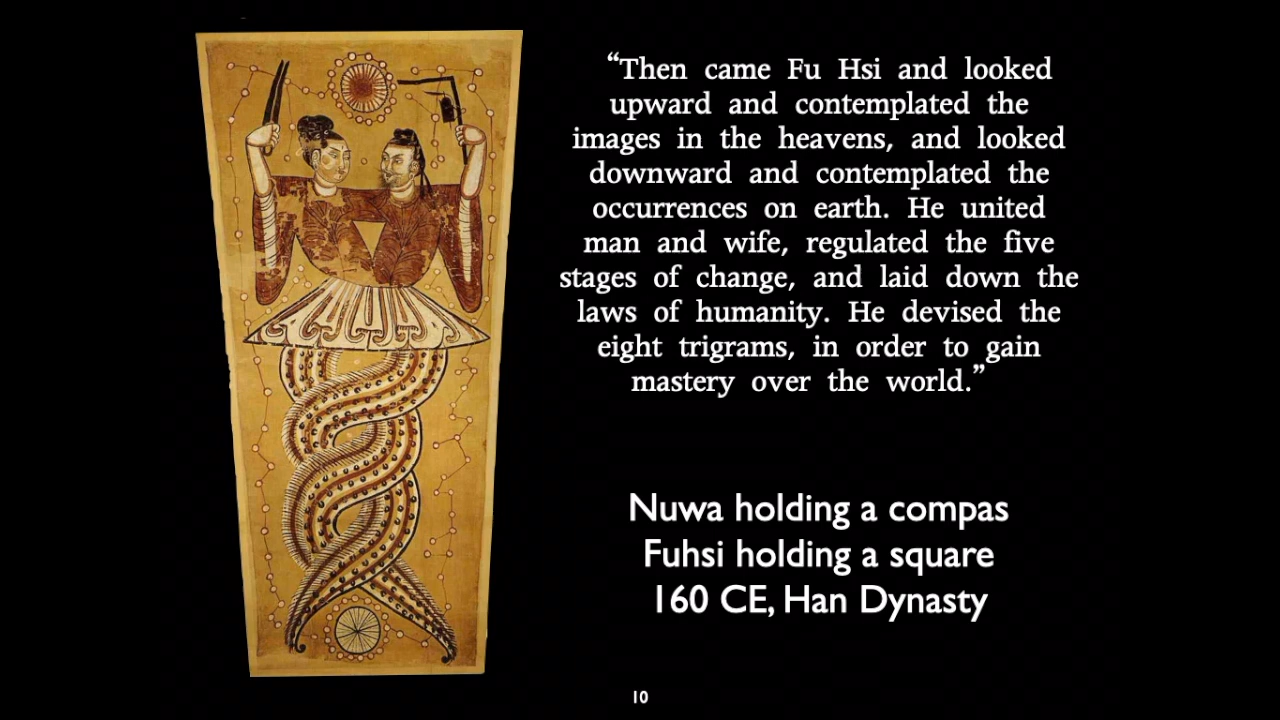 “Then came Fu Hsi and looked
upward and contemplated the
images in the heavens, and looked
downward and contemplated the
occurrences on earth. He united
man and wife, regulated the five
stages of change, and laid down the
laws of humanity. He devised the
eight trigrams, in order to gain
mastery over the world.”
Nuwa holding a compas
Fuhsi holding a square
160 CE, Han Dynasty
10